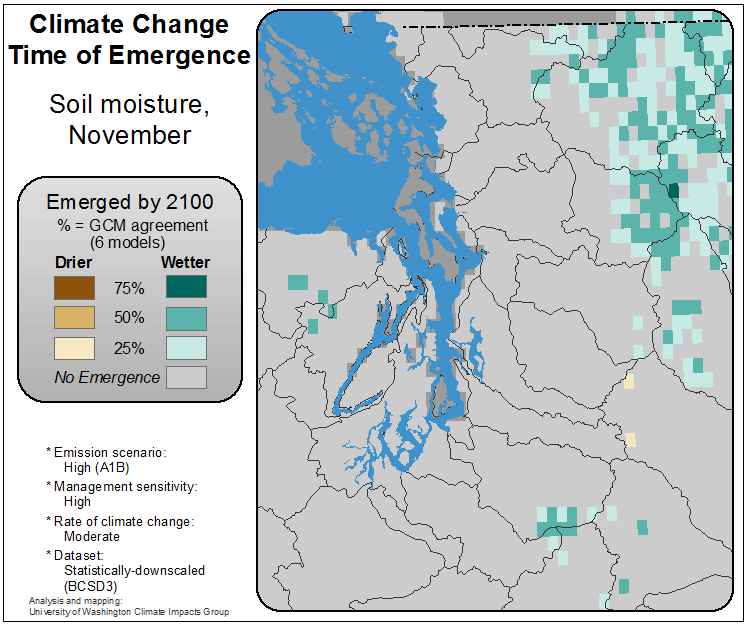 Climate Change
Time of Emergence
Soil moisture,
November
Emerged by 2100
% = GCM agreement
(6 models)
Drier Wetter
75%
50%
25%
No Emergence
* Emission scenario:
High (A1B)
* Management sensitivity:
High
* Rate of climate change:
Moderate
* Dataset:
Statistically-downscaled
(BCSD3)
Analysis and mapping:
University of Washington Climate Impacts Group